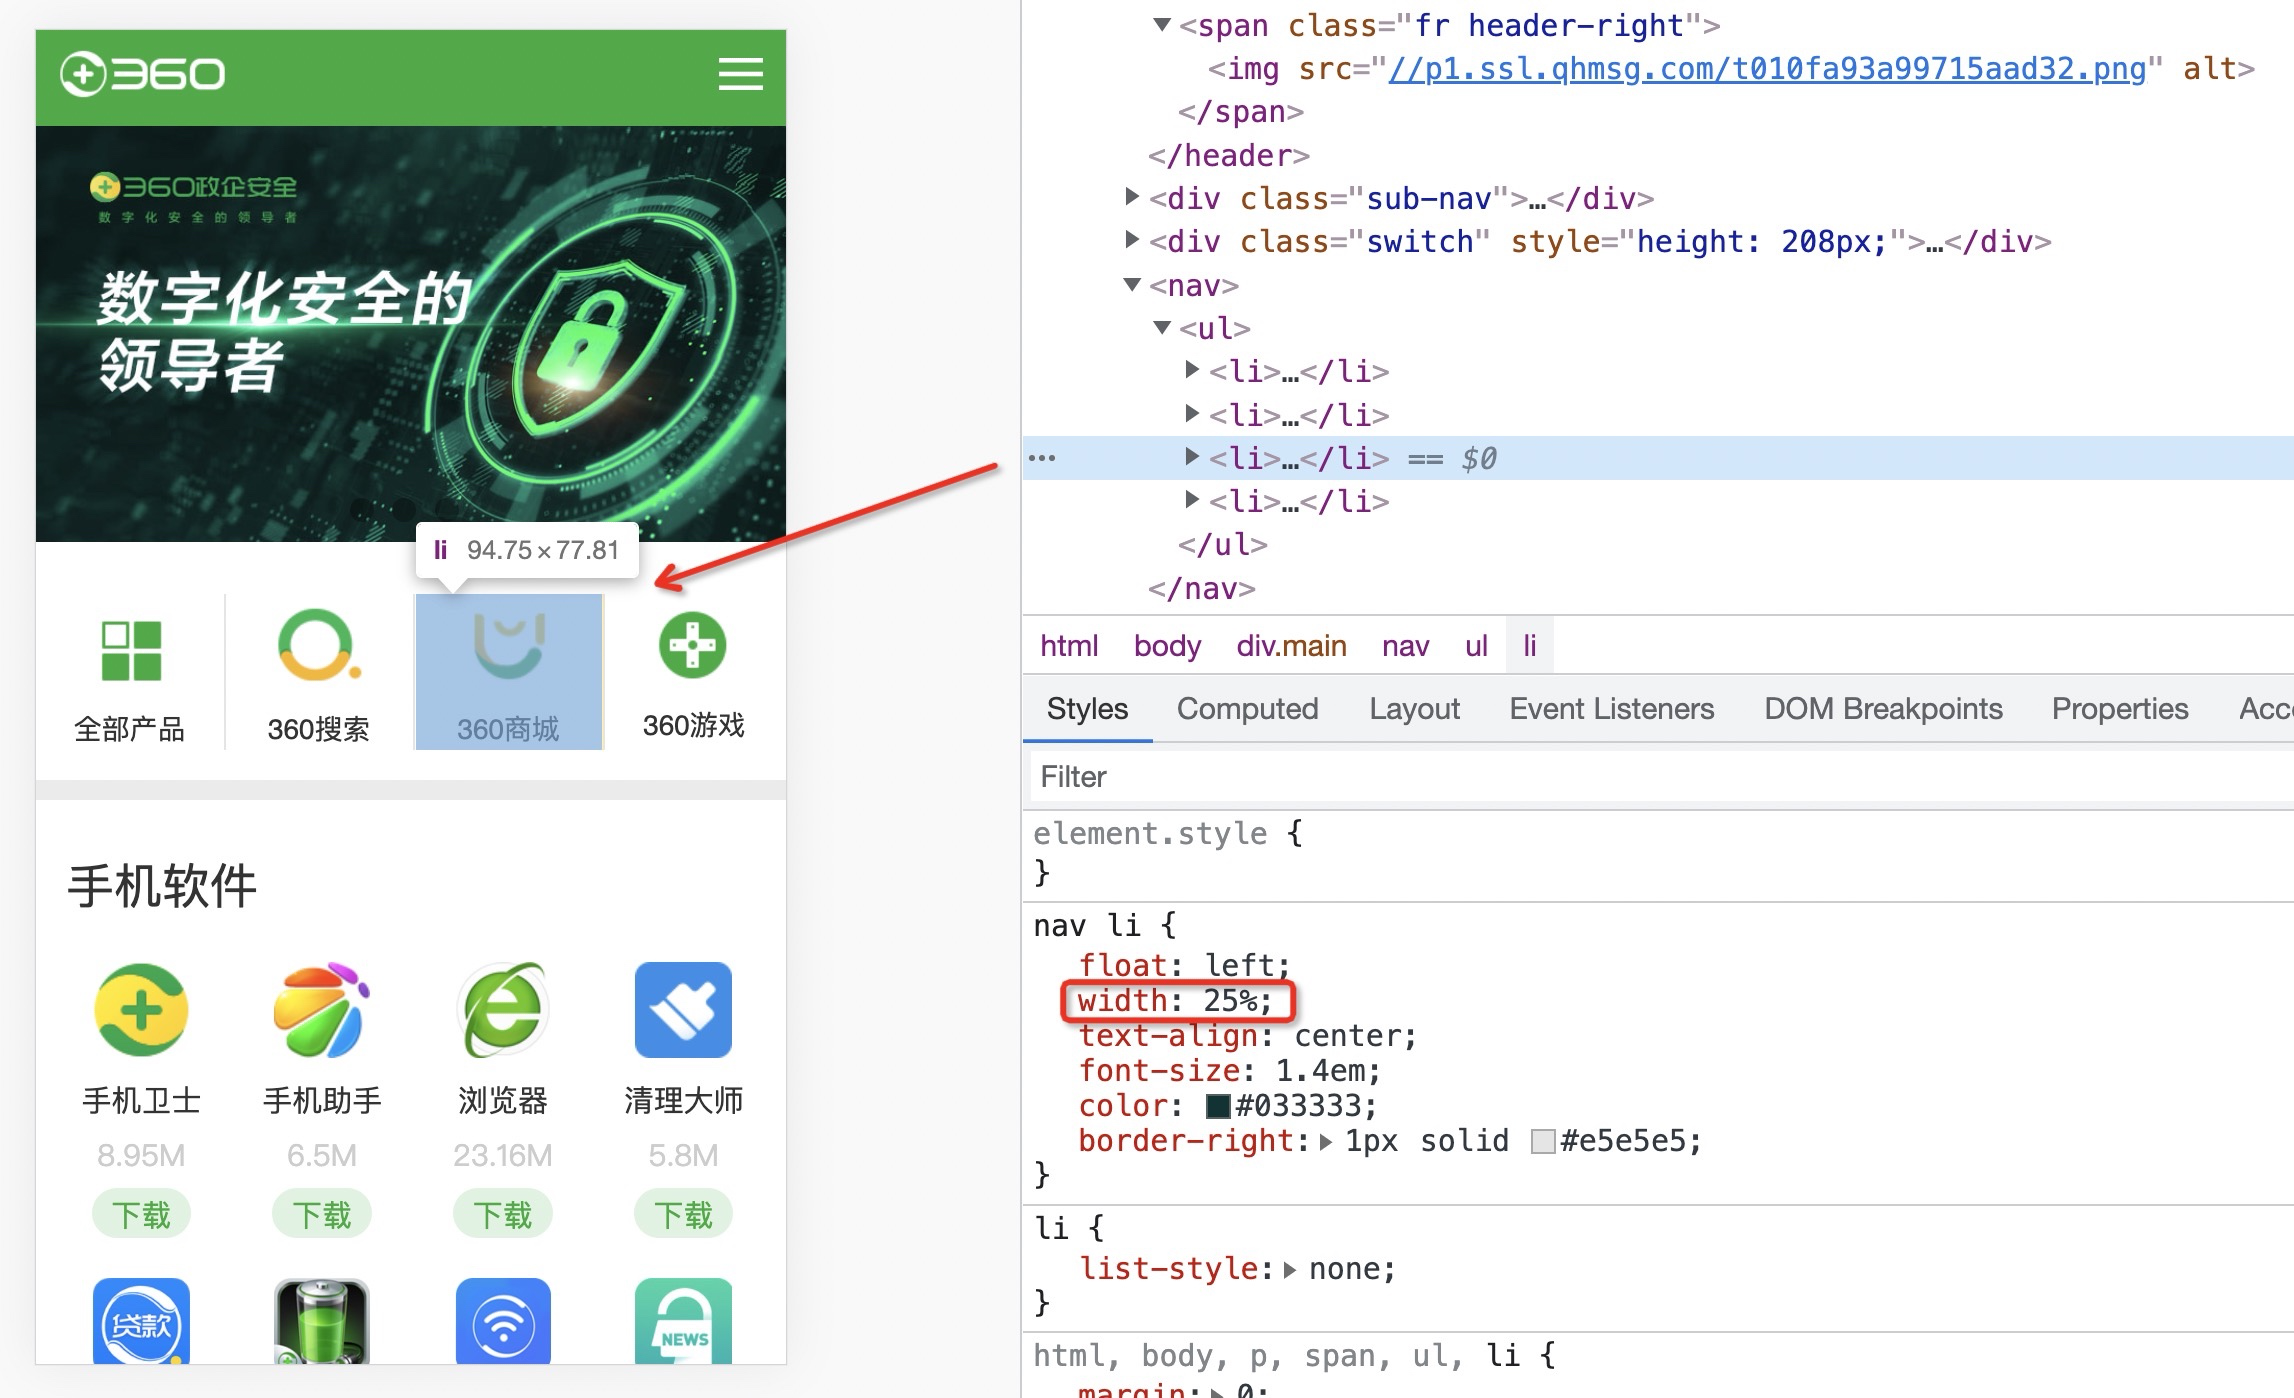 360
360政企安全
数字化安全的领导者
数字化安全的
领导者
li 94.75×77.81
全部产品
360搜索
360商城
360游戏
手机软件
手机卫士
手机助手
浏览器
清理大师
8.95M
6.5M
23.16M
5.8M
下载
下载
下载
下载
贷款
NEWS
▼<span class="fr header-right">
<img src="//p1.ssl.qhmsg.com/t010fa93a99715aad32.png" alt>
</span>
</header>
▶<div class="sub-nav">…</div>
▶<div class="switch" style="height: 208px;">…</div>
▼<nav>
▼<ul>
▶<li>…</li>
▶<li>…</li>
… ▶<li>…</li> == $0
▶<li>…</li>
</ul>
</nav>
html body div.main nav ul li
Styles Computed Layout Event Listeners DOM Breakpoints Properties Acc
Filter
element.style {
}
nav li {
float: left;
width: 25%;
text-align: center;
font-size: 1.4em;
color: #033333;
border-right:▶1px solid #e5e5e5;
}
li {
list-style:▶none;
}
html, body, p, span, ul, li {
margin:▶0;